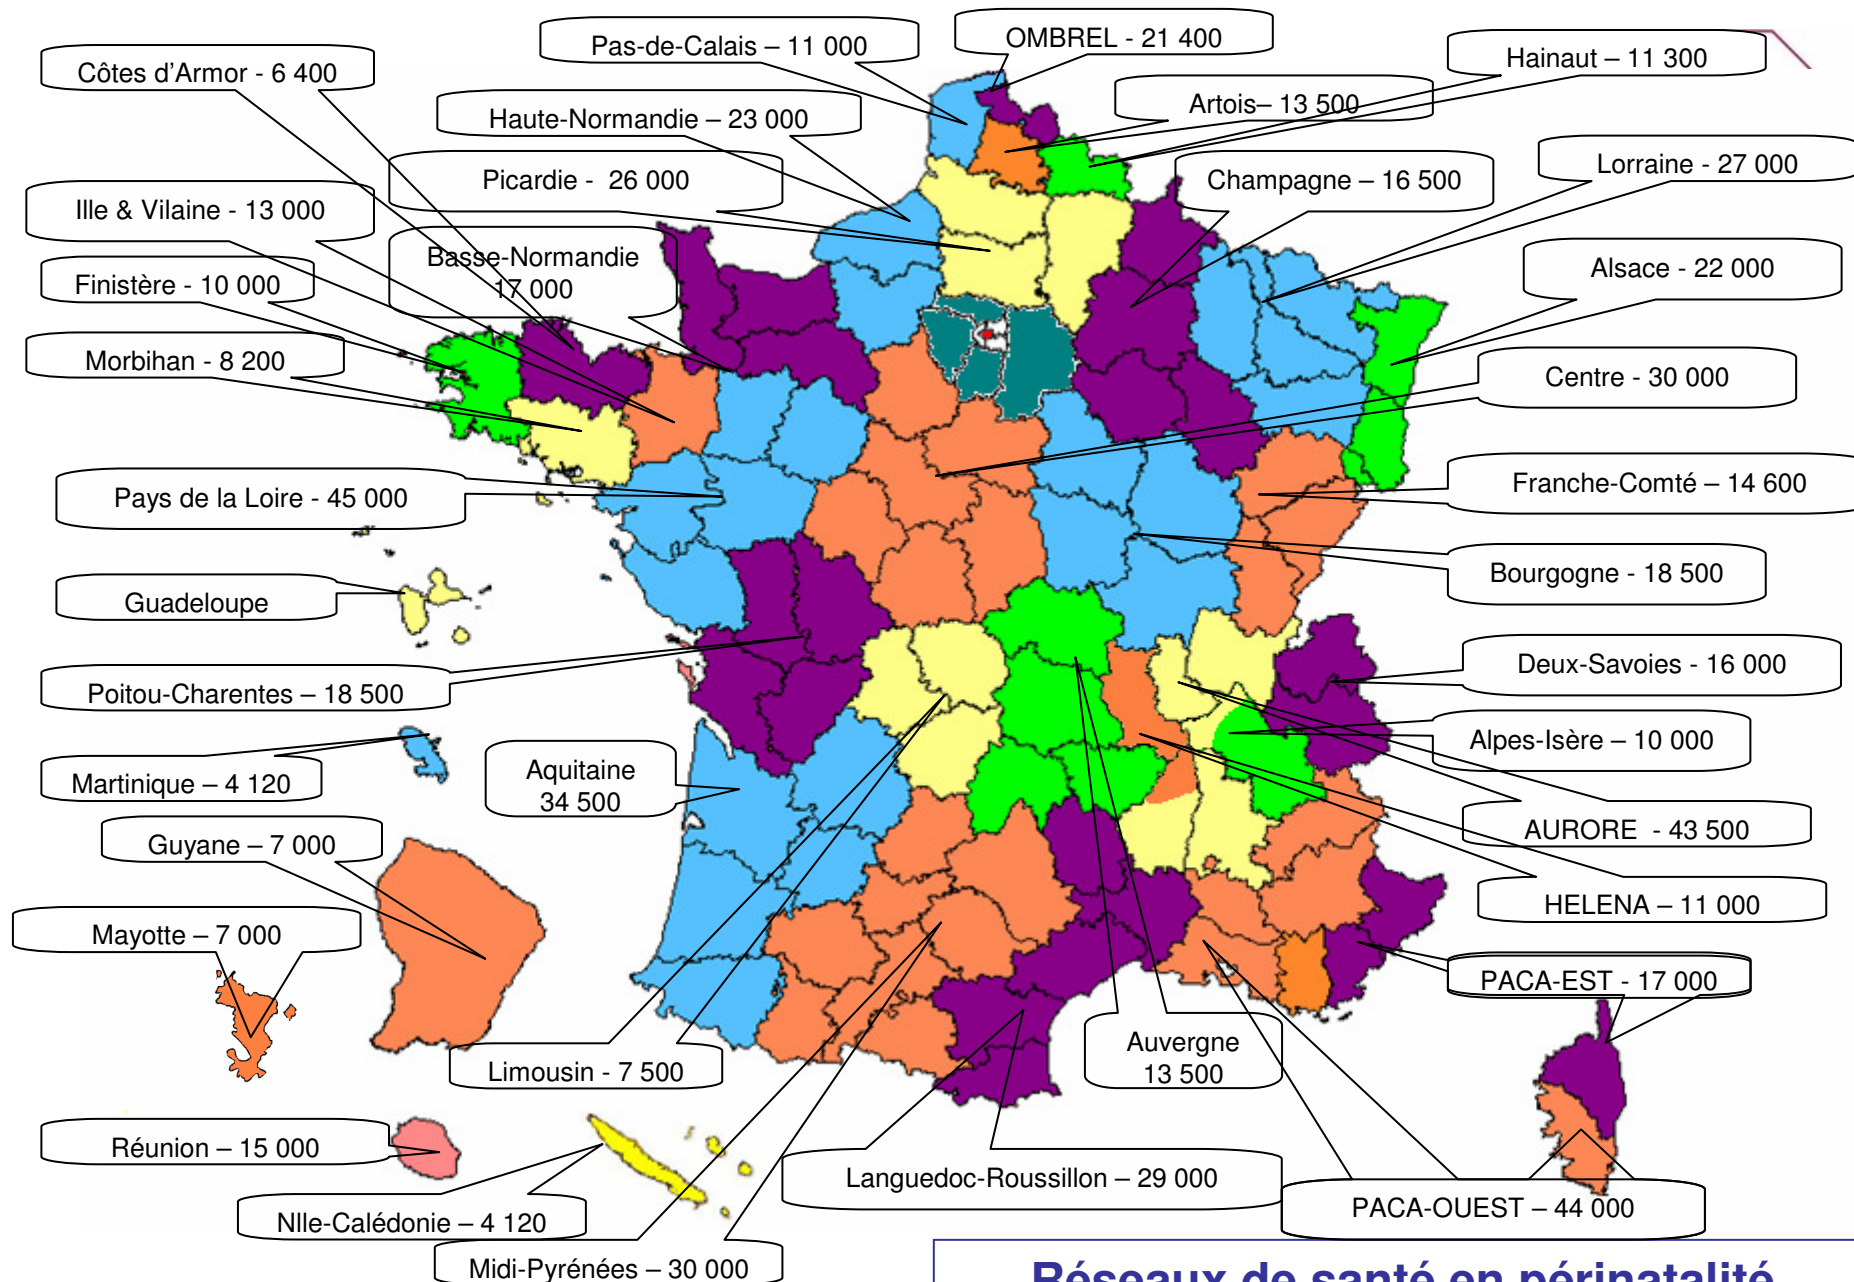 Pas-de-Calais – 11 000
OMBREL - 21 400
Hainaut – 11 300
Côtes d'Armor - 6 400
Artois– 13 500
Haute-Normandie – 23 000
Lorraine - 27 000
Picardie - 26 000
Champagne – 16 500
Ille & Vilaine - 13 000
Basse-Normandie
17 000
Alsace - 22 000
Finistère - 10 000
Morbihan - 8 200
Centre - 30 000
Pays de la Loire - 45 000
Franche-Comté – 14 600
Bourgogne - 18 500
Guadeloupe
Deux-Savoies - 16 000
Poitou-Charentes – 18 500
Alpes-Isère – 10 000
Martinique – 4 120
Aquitaine
34 500
AURORE - 43 500
Guyane – 7 000
HELENA – 11 000
Mayotte – 7 000
PACA-EST - 17 000
Auvergne
13 500
Limousin - 7 500
Réunion – 15 000
Languedoc-Roussillon – 29 000
PACA-OUEST – 44 000
Nlle-Calédonie – 4 120
Midi-Pyrénées – 30 000
Réseaux de santé en périnatalité